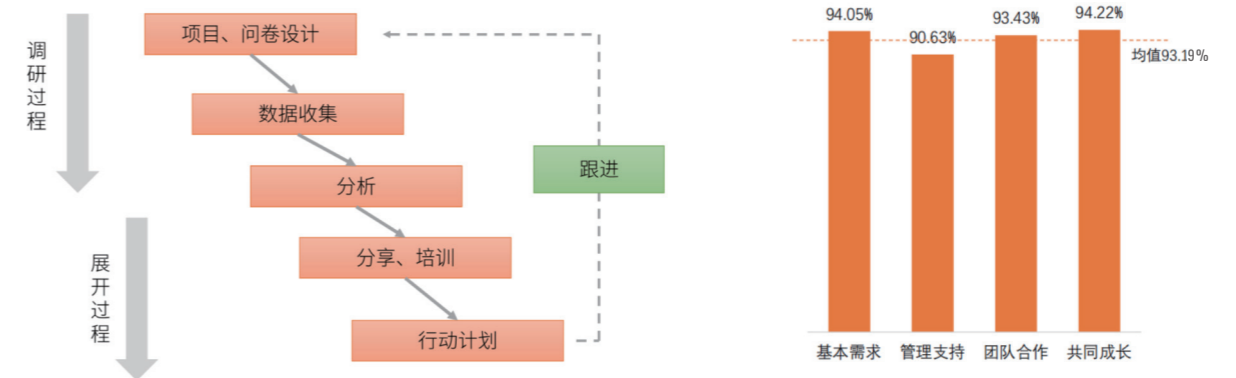 调研过程
项目、问卷设计
数据收集
分析
分享、培训
行动计划
展开过程
跟进
94.05%
90.63%
93.43%
94.22%
均值93.19%
基本需求
管理支持
团队合作
共同成长